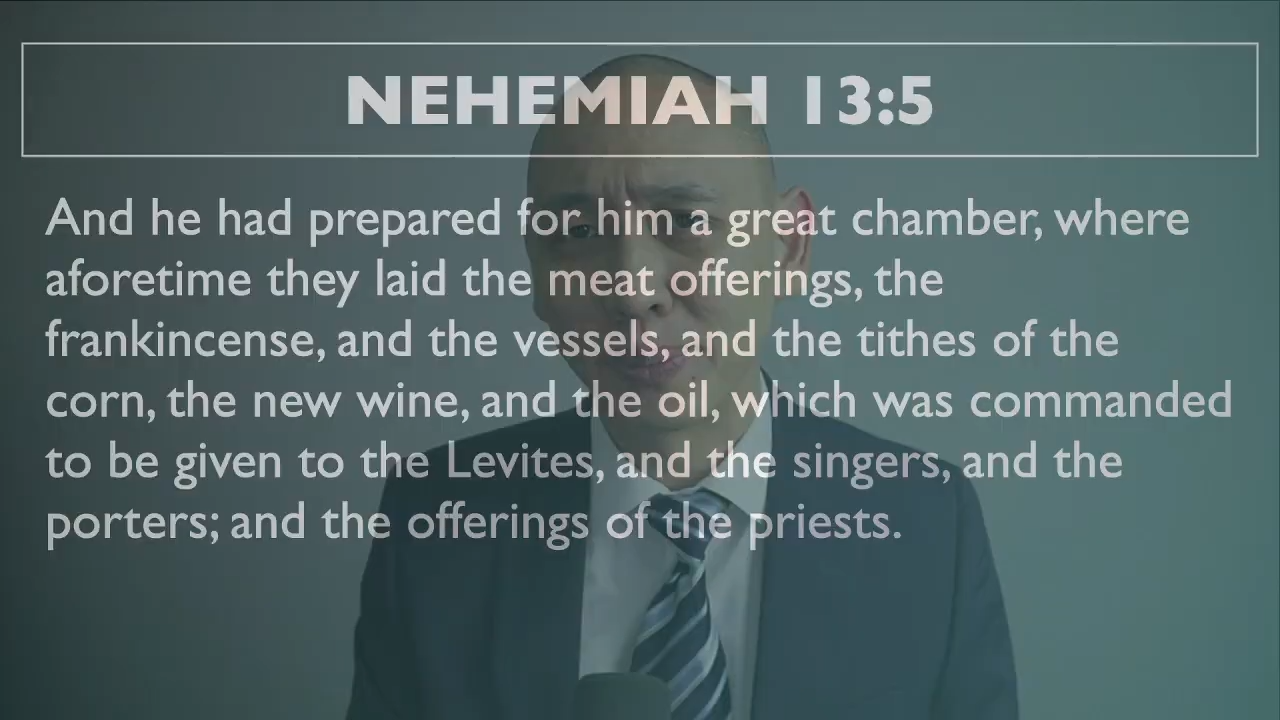 NEHEMIAH 13:5
And he had prepared for him a great chamber, where
aforetime they laid the meat offerings, the
frankincense, and the vessels, and the tithes of the
corn, the new wine, and the oil, which was commanded
to be given to the Levites, and the singers, and the
porters; and the offerings of the priests.